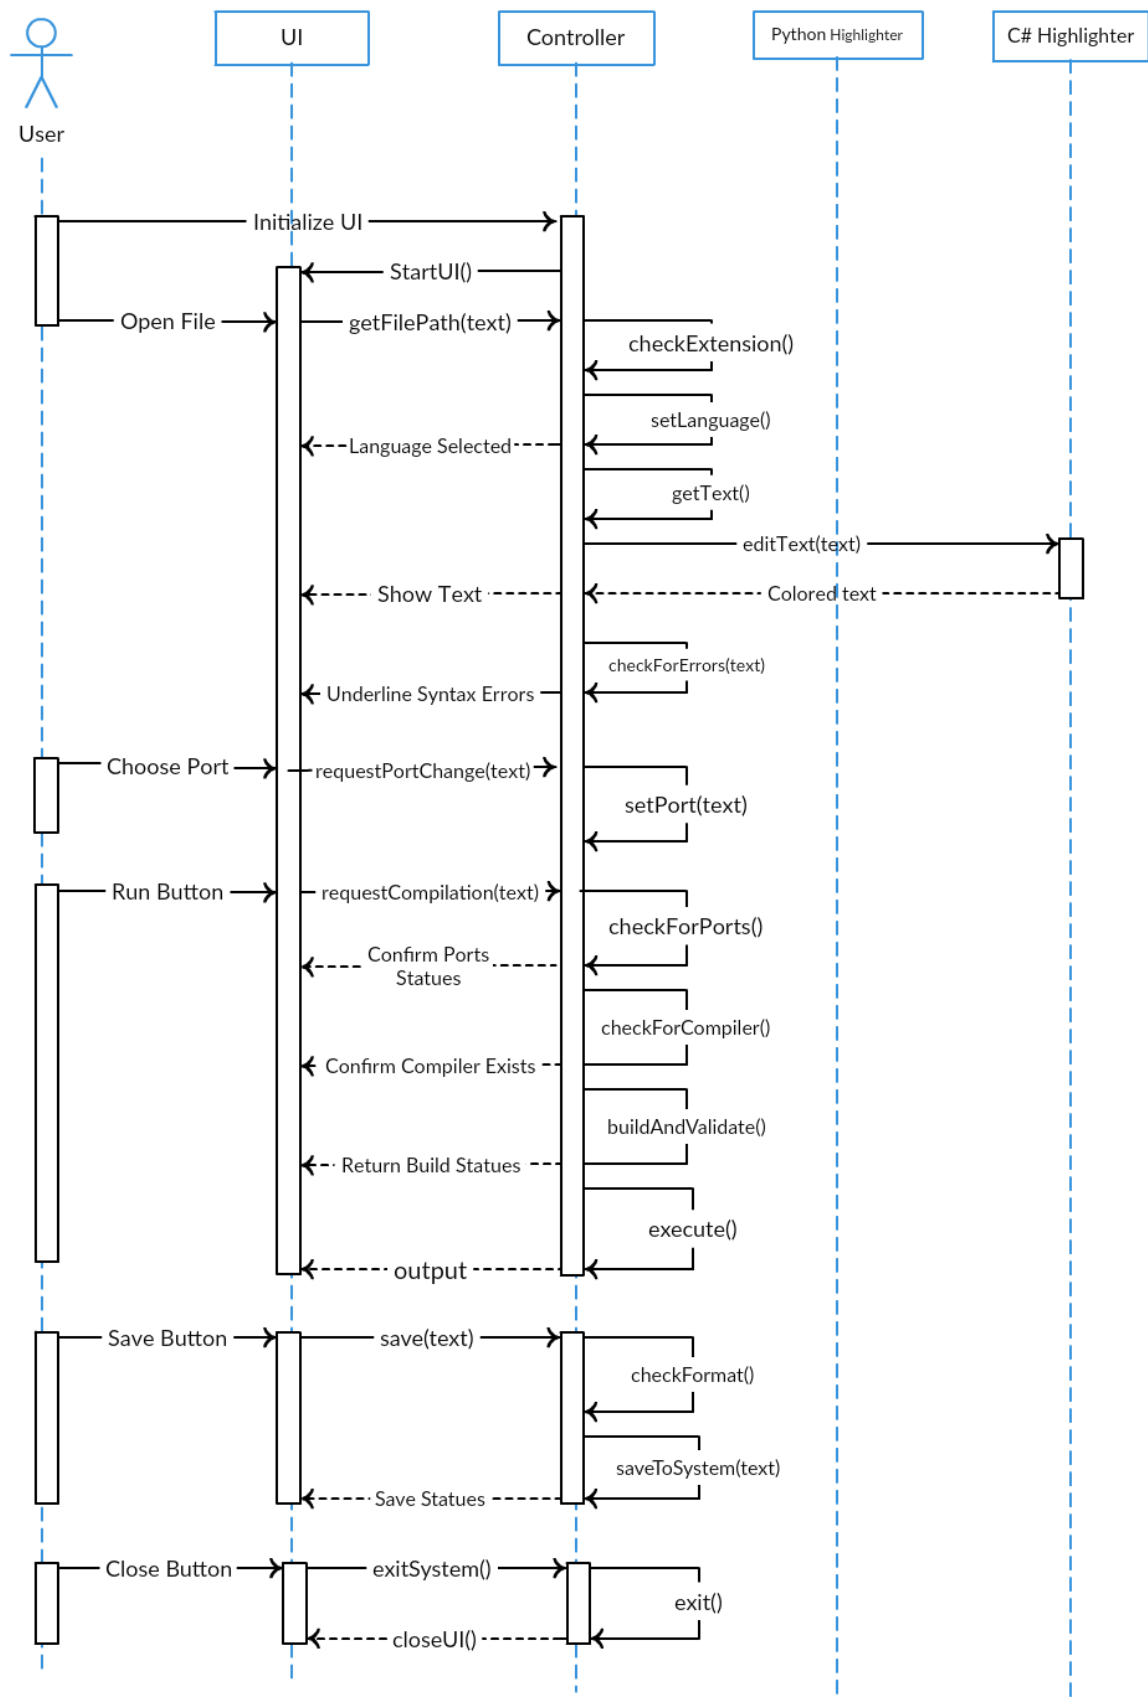 UI
Controller
Python Highlighter
C# Highlighter
User
Initialize UI
StartUI()
Open File
getFilePath(text)
checkExtension()
setLanguage()
Language Selected
getText()
editText(text)
Show Text
Colored text
checkForErrors(text)
Underline Syntax Errors
Choose Port
requestPortChange(text)
setPort(text)
Run Button
requestCompilation(text)
checkForPorts()
Confirm Ports
Statues
checkForCompiler()
Confirm Compiler Exists
buildAndValidate()
Return Build Statues
execute()
output
Save Button
save(text)
checkFormat()
saveToSystem(text)
Save Statues
Close Button
exitSystem()
exit()
closeUI()